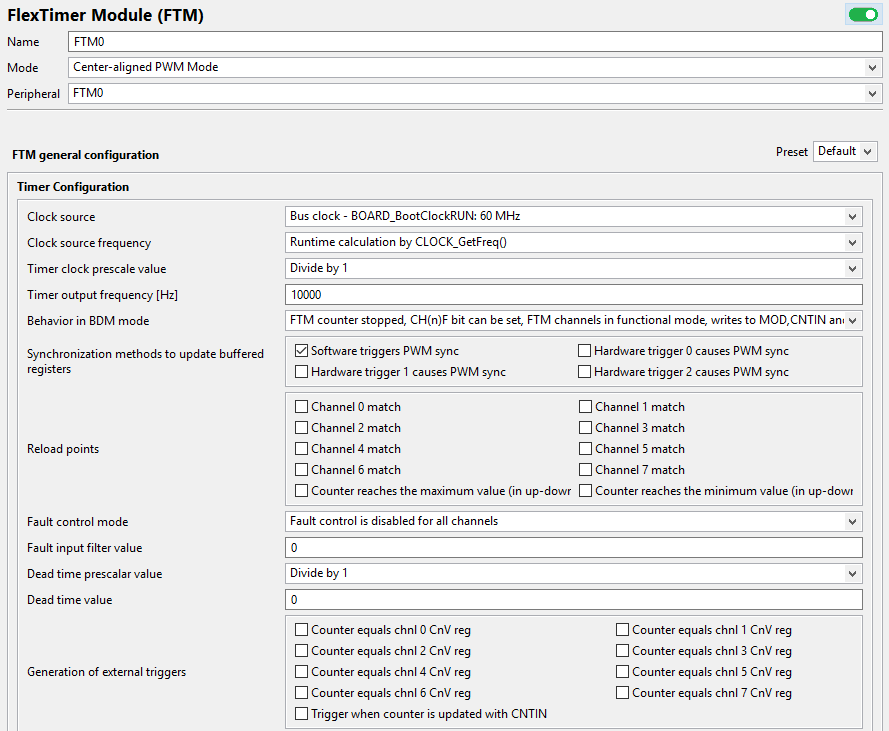 FlexTimer Module (FTM)
Name FTM0
Mode Center-aligned PWM Mode
Peripheral FTM0
FTM general configuration Preset Default
Timer Configuration
Clock source Bus clock - BOARD_BootClockRUN: 60 MHz
Clock source frequency Runtime calculation by CLOCK_GetFreq()
Timer clock prescale value Divide by 1
Timer output frequency [Hz] 10000
Behavior in BDM mode FTM counter stopped, CH(n)F bit can be set, FTM channels in functional mode, writes to MOD,CNTIN an
Synchronization methods to update buffered
registers
Software triggers PWM sync Hardware trigger 0 causes PWM sync
Hardware trigger 1 causes PWM sync Hardware trigger 2 causes PWM sync
Reload points
Channel 0 match Channel 1 match
Channel 2 match Channel 3 match
Channel 4 match Channel 5 match
Channel 6 match Channel 7 match
Counter reaches the maximum value (in up-down Counter reaches the minimum value (in up-down
Fault control mode Fault control is disabled for all channels
Fault input filter value 0
Dead time prescalar value Divide by 1
Dead time value 0
Generation of external triggers
Counter equals chnl 0 CnV reg Counter equals chnl 1 CnV reg
Counter equals chnl 2 CnV reg Counter equals chnl 3 CnV reg
Counter equals chnl 4 CnV reg Counter equals chnl 5 CnV reg
Counter equals chnl 6 CnV reg Counter equals chnl 7 CnV reg
Trigger when counter is updated with CNTIN